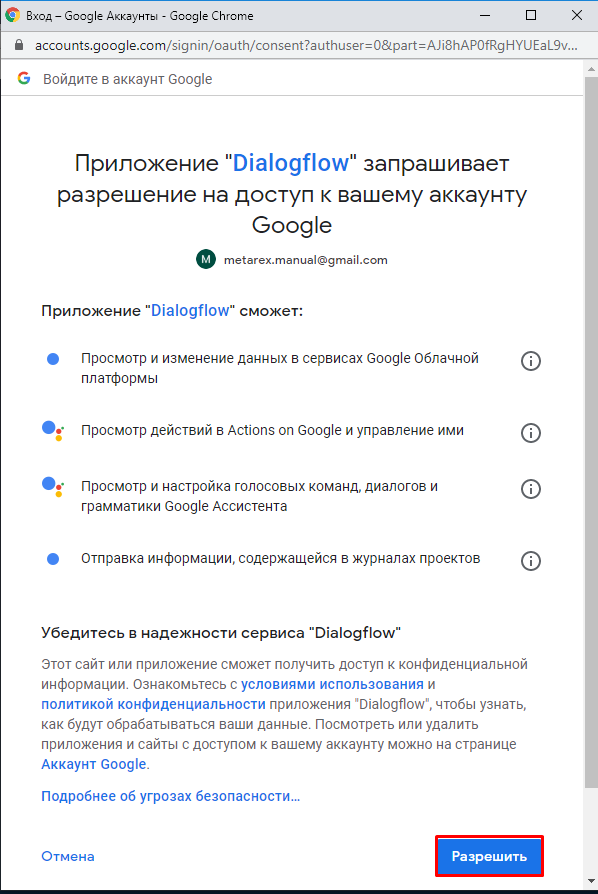 Вход – Google Аккаунты - Google Chrome
accounts.google.com/signin/oauth/consent?authuser=0&part=AJi8hAP0fRgHYUEaL9v...
Войдите в аккаунт Google
Приложение "Dialogflow" запрашивает
разрешение на доступ к вашему аккаунту
Google
M metarex.manual@gmail.com
Приложение "Dialogflow" сможет:
Просмотр и изменение данных в сервисах Google Облачной
платформы
Просмотр действий в Actions on Google и управление ими
Просмотр и настройка голосовых команд, диалогов и
грамматики Google Ассистента
Отправка информации, содержащейся в журналах проектов
Убедитесь в надежности сервиса "Dialogflow"
Этот сайт или приложение сможет получить доступ к конфиденциальной
информации. Ознакомьтесь с условиями использования и
политикой конфиденциальности приложения "Dialogflow", чтобы узнать,
как будут обрабатываться ваши данные. Посмотреть или удалить
приложения и сайты с доступом к вашему аккаунту можно на странице
Аккаунт Google.
Подробнее об угрозах безопасности...
Отмена
Разрешить